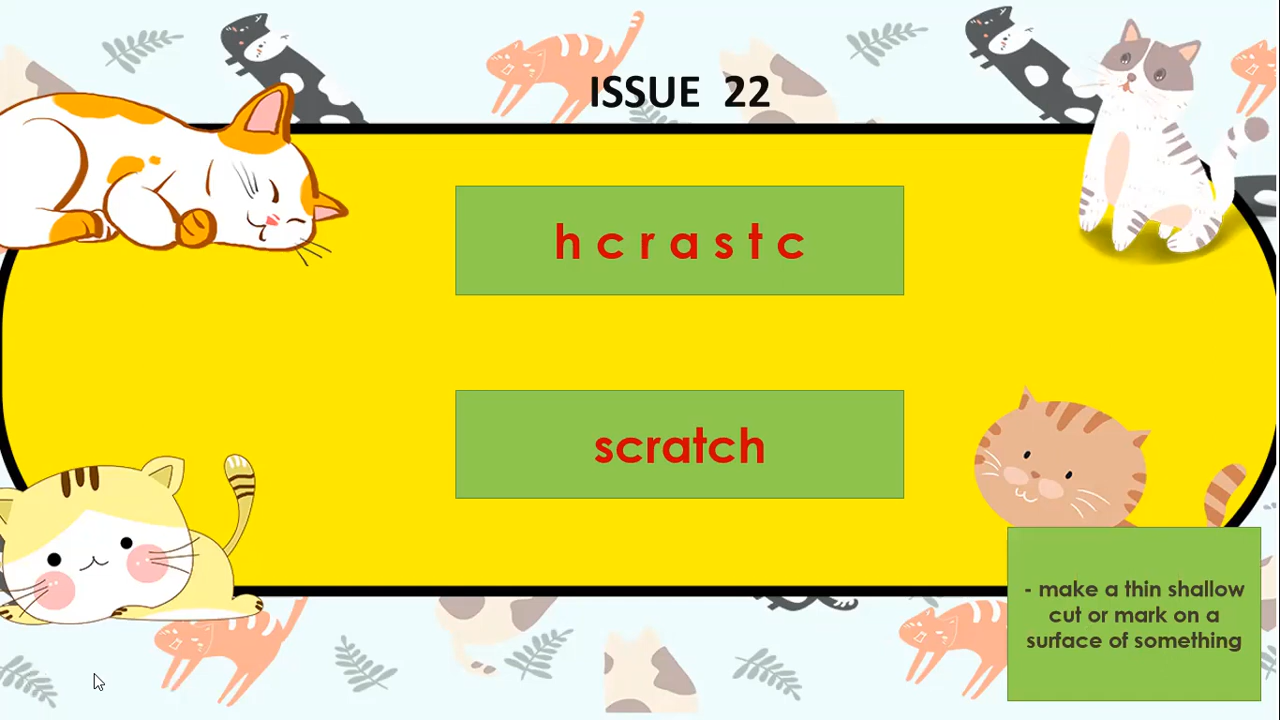 ISSUE 22
h c r a s t c
scratch
- make a thin shallow
cut or mark on a
surface of something